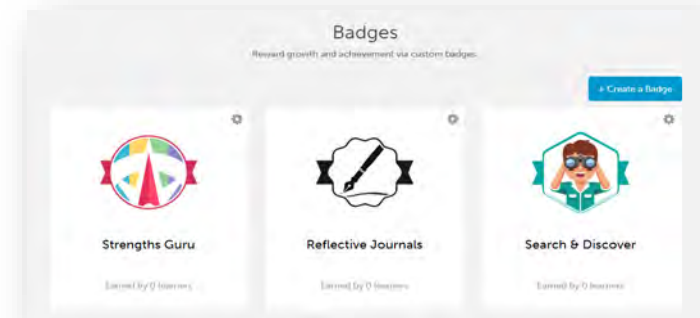 Badges
Reward growth and achievement via custom badges.
+ Create a Badge
Strengths Guru
Reflective Journals
Search & Discover
Earned by 0 learners
Earned by 0 learners
Earned by 0 learners